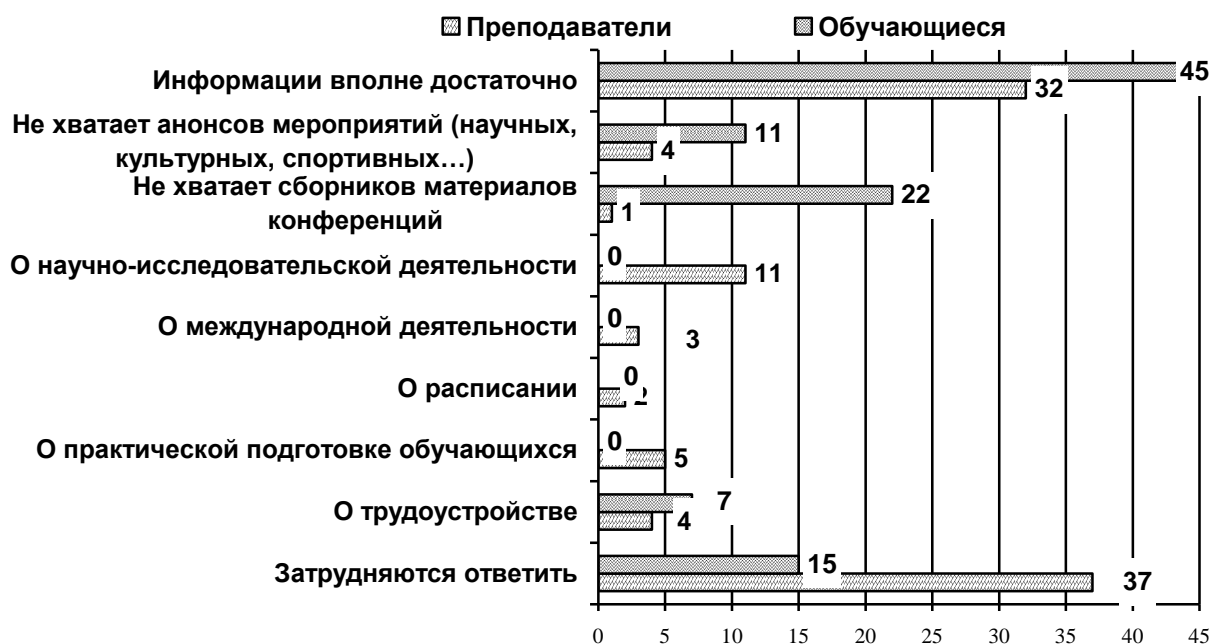 Преподаватели Обучающиеся
Информации вполне достаточно
45
32
Не хватает анонсов мероприятий (научных,
культурных, спортивных…)
11
4
Не хватает сборников материалов
конференций
22
1
О научно-исследовательской деятельности
0
11
О международной деятельности
0
3
О расписании
0
2
О практической подготовке обучающихся
0
5
О трудоустройстве
7
4
Затрудняются ответить
15
37
0 5 10 15 20 25 30 35 40 45